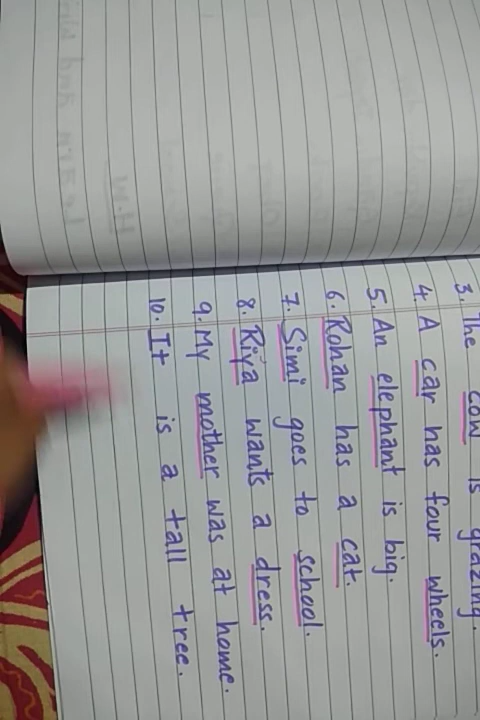 3. The cow is grazing.
4. A car has four wheels.
5. An elephant is big.
6. Rohan has a cat.
7. Simi goes to school.
8. Riya wants a dress.
9. My mother was at home.
10. It is a tall tree.
H.W